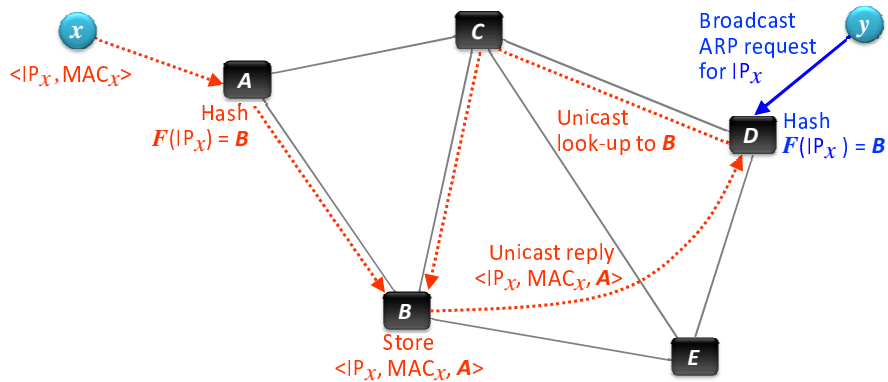 x
<IPx, MACx>
A
Hash
F(IPx) = B
C
Broadcast
ARP request
for IPx
y
Unicast
look-up to B
D
Hash
F(IPx ) = B
Unicast reply
<IPx, MACx, A>
B
Store
<IPx, MACx, A>
E